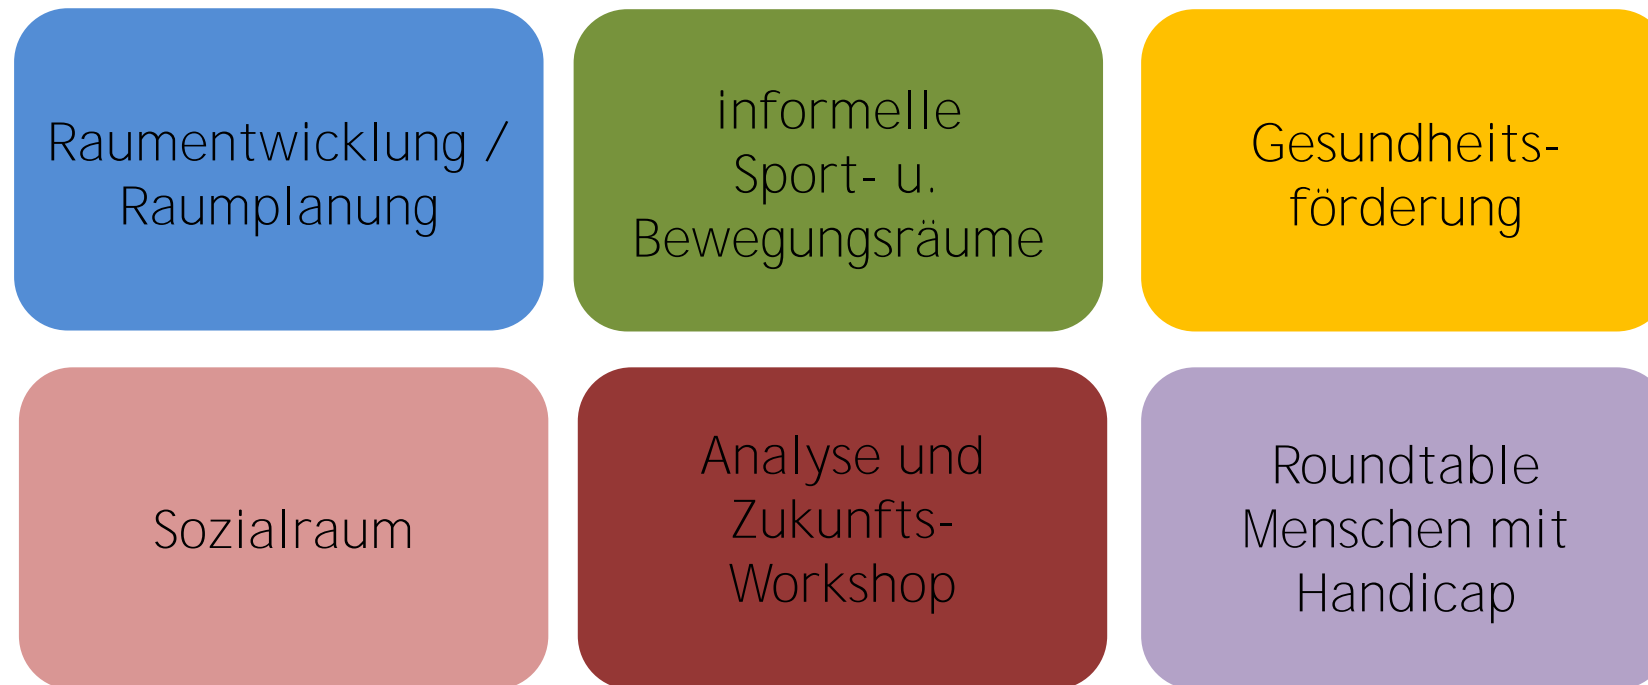 Raumentwicklung /
Raumplanung
informelle
Sport- u.
Bewegungsräume
Gesundheits-
förderung
Sozialraum
Analyse und
Zukunfts-
Workshop
Roundtable
Menschen mit
Handicap